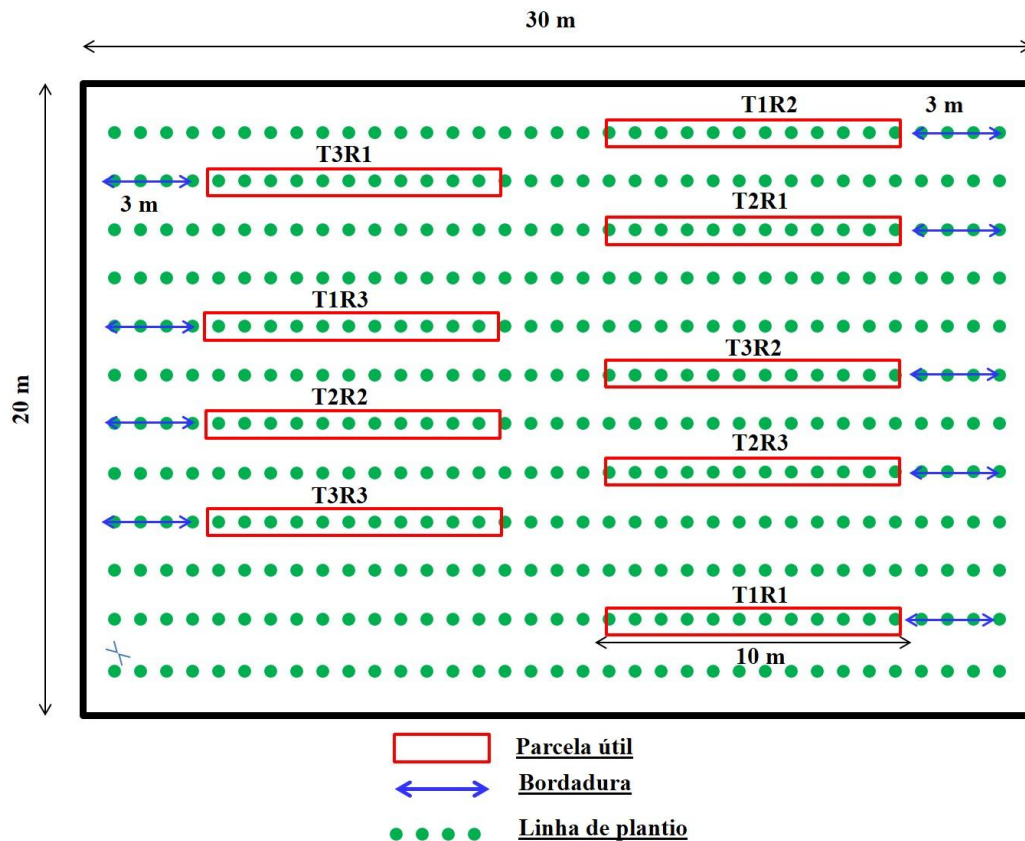 30 m
T1R2
3 m
T3R1
3 m
T2R1
T1R3
T3R2
20 m
T2R2
T2R3
T3R3
T1R1
10 m
Parcela útil
Bordadura
Linha de plantio